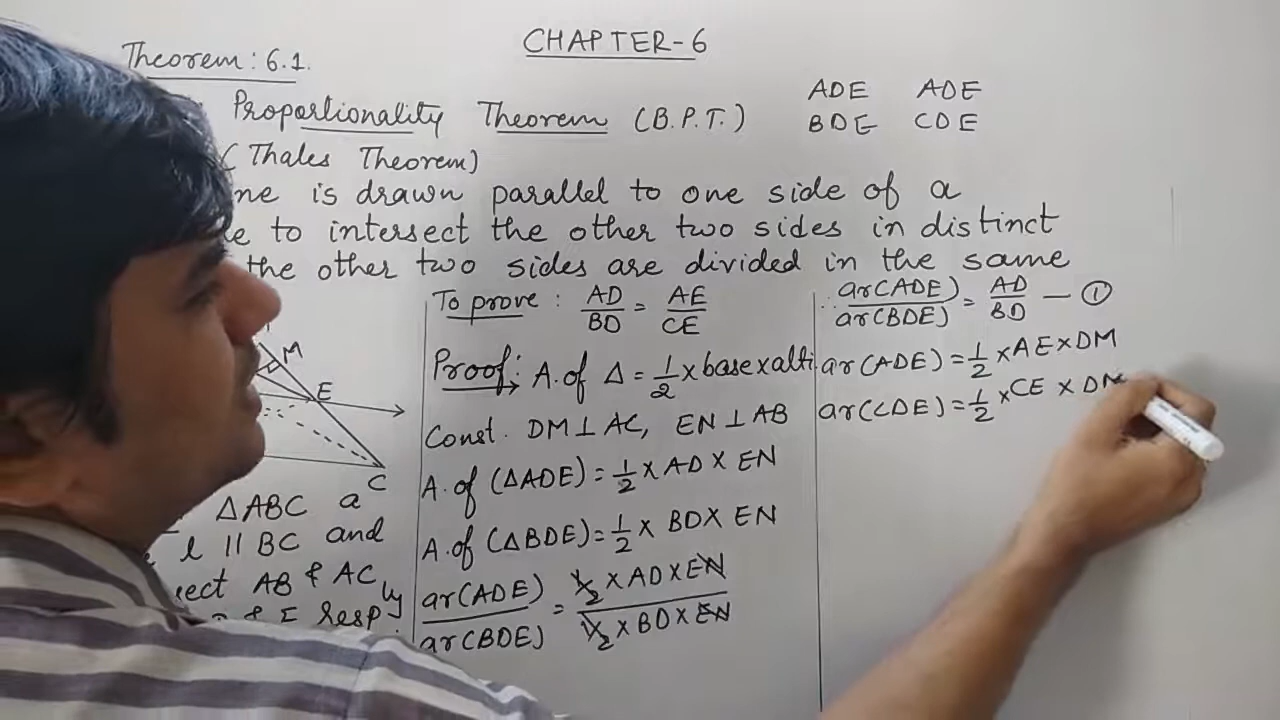 CHAPTER-6
Theorem: 6.1.
Proportionality Theorem (B.P.T.)
ADE ADE
BDE CDE
(Thales Theorem)
is drawn parallel to one side of a
to intersect the other two sides in distinct
the other two sides are divided in the same
M
E
C
ΔABC a
l || BC and
AB & AC
Resp
To prove : AD/BD = AE/CE
Proof: A. of Δ = 1/2 × base × alti
Const. DM ⊥ AC, EN ⊥ AB
A. of (ΔADE) = 1/2 × AD × EN
A. of (ΔBDE) = 1/2 × BD × EN
ar(ADE)/ar(BDE) = 1/2 × AD × EN / 1/2 × BD × EN
∴ ar(ADE)/ar(BDE) = AD/BD — ①
ar(ADE) = 1/2 × AE × DM
ar(CDE) = 1/2 × CE × DM